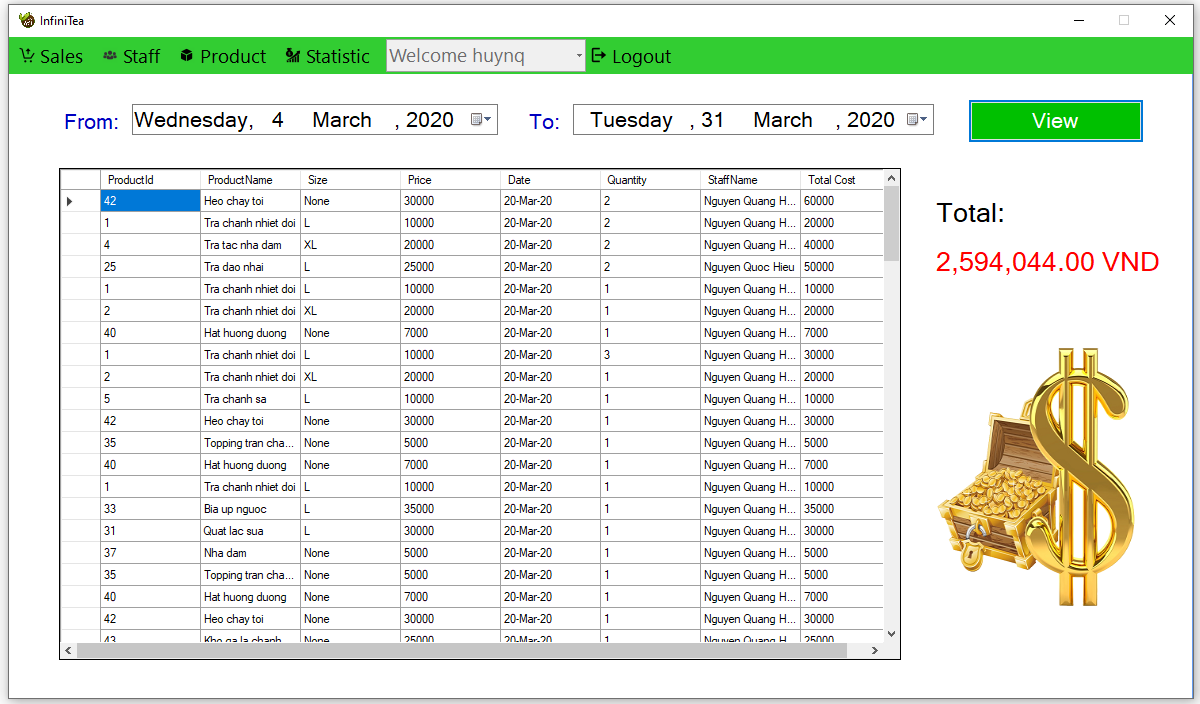 InfiniTea
Sales Staff Product Statistic Welcome huynq Logout
From: Wednesday, 4 March , 2020 To: Tuesday , 31 March , 2020 View
ProductId ProductName Size Price Date Quantity StaffName Total Cost
42 Heo chay toi None 30000 20-Mar-20 2 Nguyen Quang H... 60000
1 Tra chanh nhiet doi L 10000 20-Mar-20 2 Nguyen Quang H... 20000
4 Tra tac nha dam XL 20000 20-Mar-20 2 Nguyen Quang H... 40000
25 Tra dao nhai L 25000 20-Mar-20 2 Nguyen Quoc Hieu 50000
1 Tra chanh nhiet doi L 10000 20-Mar-20 1 Nguyen Quang H... 10000
2 Tra chanh nhiet doi XL 20000 20-Mar-20 1 Nguyen Quang H... 20000
40 Hat huong duong None 7000 20-Mar-20 1 Nguyen Quang H... 7000
1 Tra chanh nhiet doi L 10000 20-Mar-20 3 Nguyen Quang H... 30000
2 Tra chanh nhiet doi XL 20000 20-Mar-20 1 Nguyen Quang H... 20000
5 Tra chanh sa L 10000 20-Mar-20 1 Nguyen Quang H... 10000
42 Heo chay toi None 30000 20-Mar-20 1 Nguyen Quang H... 30000
35 Topping tran cha... None 5000 20-Mar-20 1 Nguyen Quang H... 5000
40 Hat huong duong None 7000 20-Mar-20 1 Nguyen Quang H... 7000
1 Tra chanh nhiet doi L 10000 20-Mar-20 1 Nguyen Quang H... 10000
33 Bia up nguoc L 35000 20-Mar-20 1 Nguyen Quang H... 35000
31 Quat lac sua L 30000 20-Mar-20 1 Nguyen Quang H... 30000
37 Nha dam None 5000 20-Mar-20 1 Nguyen Quang H... 5000
35 Topping tran cha... None 5000 20-Mar-20 1 Nguyen Quang H... 5000
40 Hat huong duong None 7000 20-Mar-20 1 Nguyen Quang H... 7000
42 Heo chay toi None 30000 20-Mar-20 1 Nguyen Quang H... 30000
43 Kho ga la chanh None 25000 20-Mar-20 1 Nguyen Quang H... 25000
Total:
2,594,044.00 VND